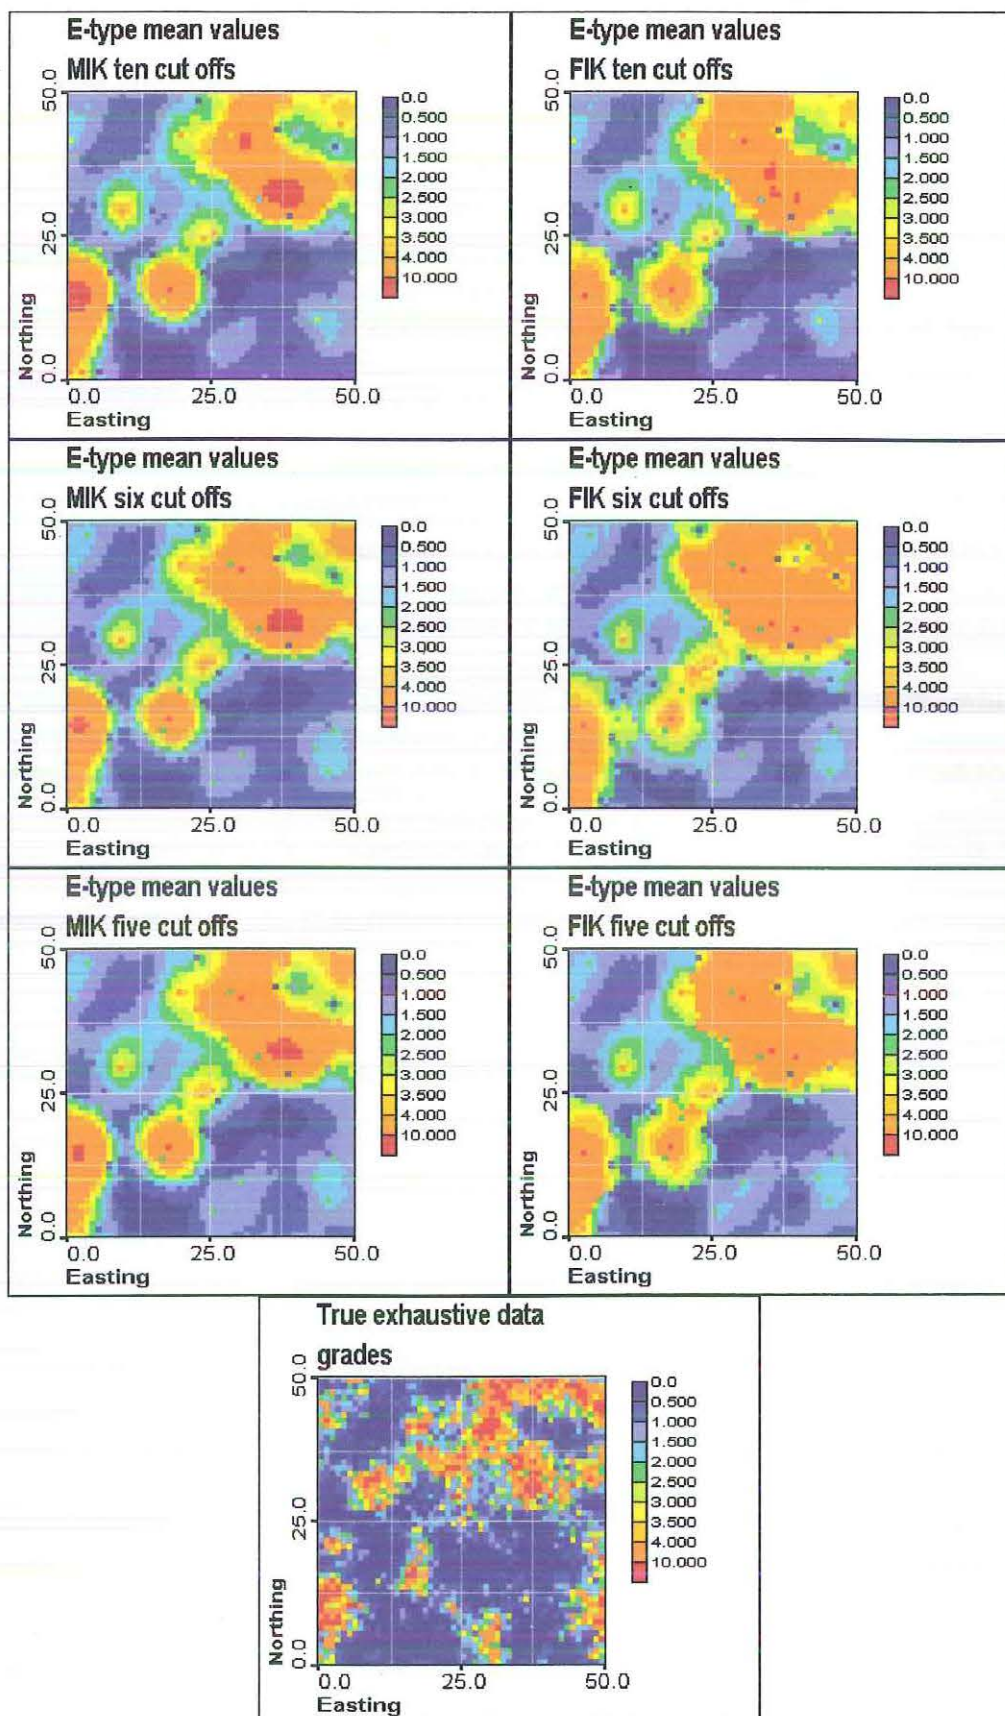 E-type mean values
MIK ten cut offs
50.0
25.0
0.0
Northing
0.0 25.0 50.0
Easting
0.0
0.500
1.000
1.500
2.000
2.500
3.000
3.500
4.000
10.000
E-type mean values
FIK ten cut offs
50.0
25.0
0.0
Northing
0.0 25.0 50.0
Easting
0.0
0.500
1.000
1.500
2.000
2.500
3.000
3.500
4.000
10.000
E-type mean values
MIK six cut offs
50.0
25.0
0.0
Northing
0.0 25.0 50.0
Easting
0.0
0.500
1.000
1.500
2.000
2.500
3.000
3.500
4.000
10.000
E-type mean values
FIK six cut offs
50.0
25.0
0.0
Northing
0.0 25.0 50.0
Easting
0.0
0.500
1.000
1.500
2.000
2.500
3.000
3.500
4.000
10.000
E-type mean values
MIK five cut offs
50.0
25.0
0.0
Northing
0.0 25.0 50.0
Easting
0.0
0.500
1.000
1.500
2.000
2.500
3.000
3.500
4.000
10.000
E-type mean values
FIK five cut offs
50.0
25.0
0.0
Northing
0.0 25.0 50.0
Easting
0.0
0.500
1.000
1.500
2.000
2.500
3.000
3.500
4.000
10.000
True exhaustive data
grades
50.0
25.0
0.0
Northing
0.0 25.0 50.0
Easting
0.0
0.500
1.000
1.500
2.000
2.500
3.000
3.500
4.000
10.000